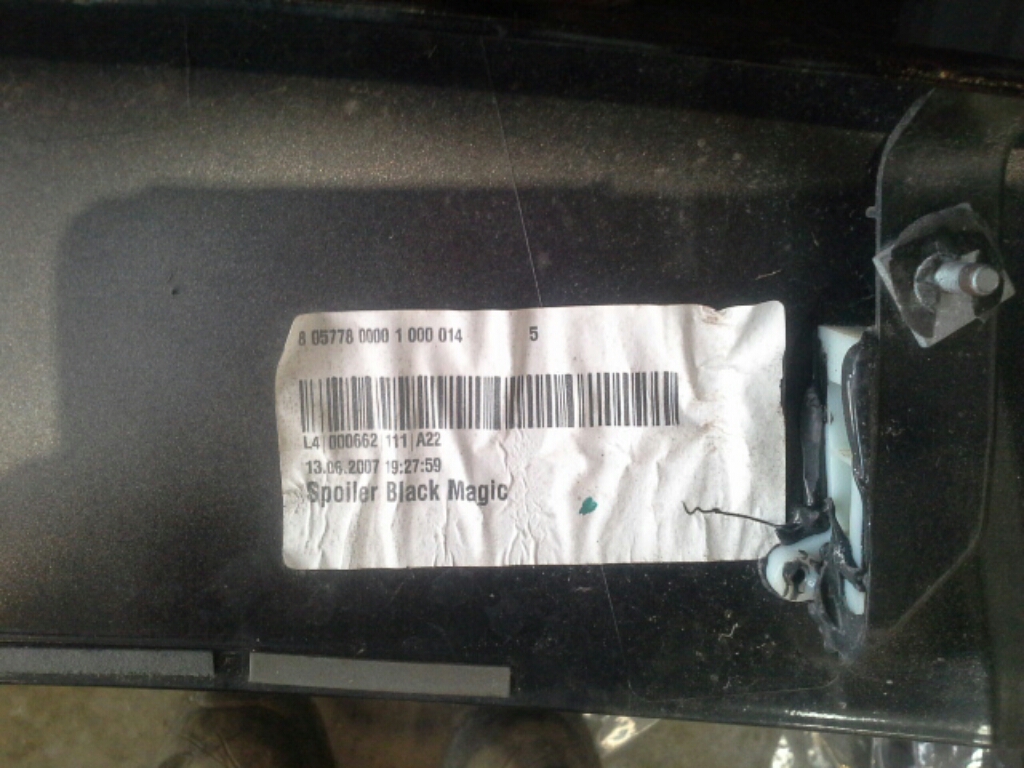 8 05778 0000 1 000 014 5
L4 | 000662 | 111 | A22
13.06.2007 19:27:59
Spoiler Black Magic